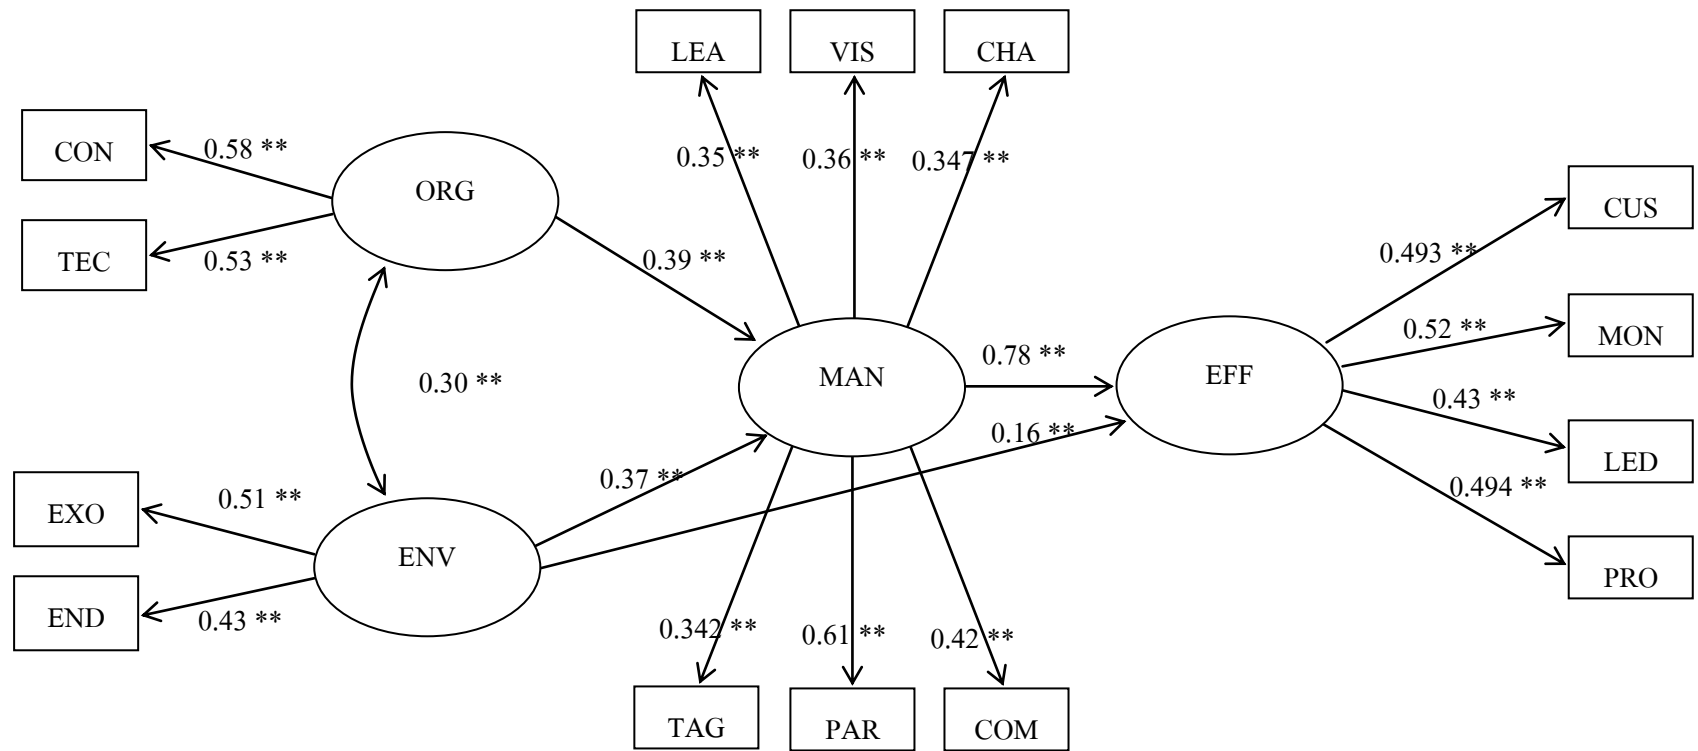 LEA
VIS
CHA
CON
0.58 **
0.35 **
0.36 **
0.347 **
ORG
CUS
TEC
0.53 **
0.39 **
0.493 **
0.52 **
MON
0.30 **
MAN
0.78 **
EFF
0.43 **
0.16 **
LED
0.37 **
0.494 **
EXO
0.51 **
ENV
PRO
END
0.43 **
0.342 **
0.61 **
0.42 **
TAG
PAR
COM